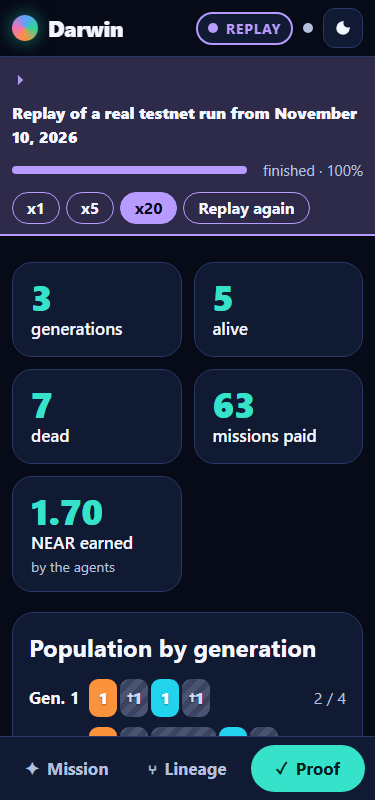 Darwin
REPLAY
Replay of a real testnet run from November
10, 2026
finished · 100%
x1
x5
x20
Replay again
3
generations
5
alive
7
dead
63
missions paid
1.70
NEAR earned
by the agents
Population by generation
Gen. 1
1
†1
1
†1
2 / 4
Mission
Lineage
✓ Proof